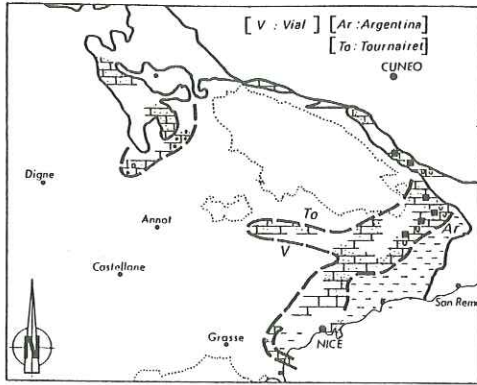 [ V : Vial ] [ Ar : Argentina
[ To : Tournairet ]
CUNEO
Digne
Annot
To
Ar
V
Castellane
San Remo
Grasse
NICE
N